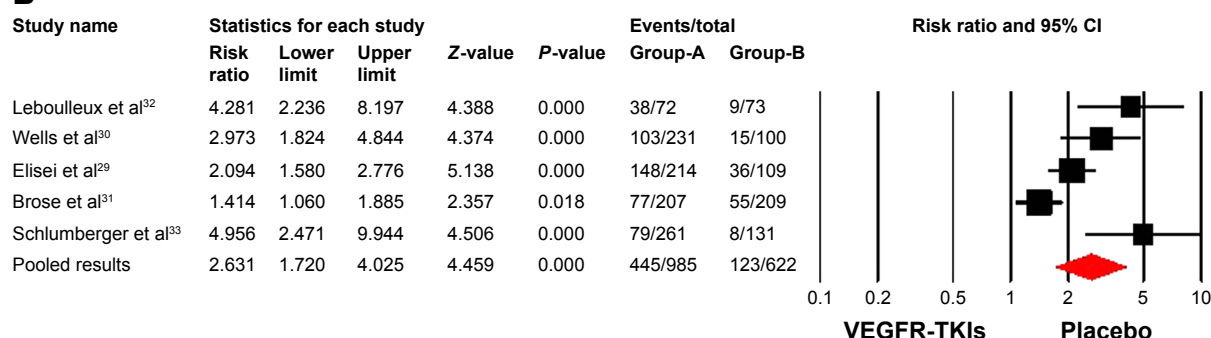 B
Study name Statistics for each study Events/total Risk ratio and 95% CI
Risk ratio Lower limit Upper limit Z-value P-value Group-A Group-B
Leboulleux et al32 4.281 2.236 8.197 4.388 0.000 38/72 9/73
Wells et al30 2.973 1.824 4.844 4.374 0.000 103/231 15/100
Elisei et al29 2.094 1.580 2.776 5.138 0.000 148/214 36/109
Brose et al31 1.414 1.060 1.885 2.357 0.018 77/207 55/209
Schlumberger et al33 4.956 2.471 9.944 4.506 0.000 79/261 8/131
Pooled results 2.631 1.720 4.025 4.459 0.000 445/985 123/622
0.1 0.2 0.5 1 2 5 10
VEGFR-TKIs Placebo